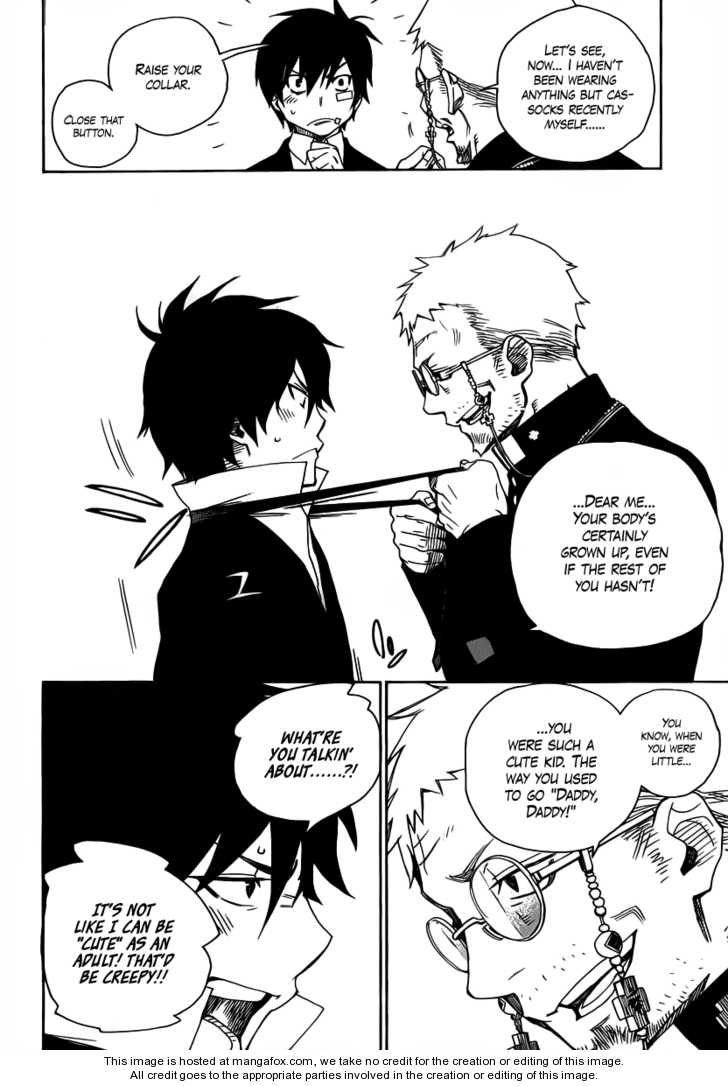 LET'S SEE,
NOW... I HAVEN'T
BEEN WEARING
ANYTHING BUT CAS-
SOCKS RECENTLY
MYSELF......
RAISE YOUR
COLLAR.
CLOSE THAT
BUTTON.
...DEAR ME...
YOUR BODY'S
CERTAINLY
GROWN UP, EVEN
IF THE REST OF
YOU HASN'T!
WHAT'RE
YOU TALKIN'
ABOUT......?!
IT'S NOT
LIKE I CAN BE
"CUTE" AS AN
ADULT! THAT'D
BE CREEPY!!
YOU
KNOW, WHEN
YOU WERE
LITTLE...
...YOU
WERE SUCH A
CUTE KID. THE
WAY YOU USED
TO GO "DADDY,
DADDY!"
This image is hosted at mangafox.com, we take no credit for the creation or editing of this image.
All credit goes to the appropriate parties involved in the creation or editing of this image.